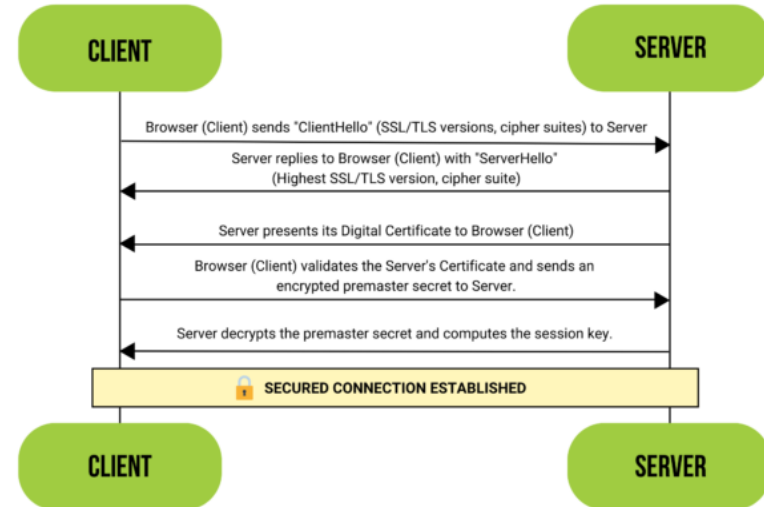 CLIENT
SERVER
Browser (Client) sends "ClientHello" (SSL/TLS versions, cipher suites) to Server
Server replies to Browser (Client) with "ServerHello"
(Highest SSL/TLS version, cipher suite)
Server presents its Digital Certificate to Browser (Client)
Browser (Client) validates the Server's Certificate and sends an
encrypted premaster secret to Server.
Server decrypts the premaster secret and computes the session key.
SECURED CONNECTION ESTABLISHED
CLIENT
SERVER